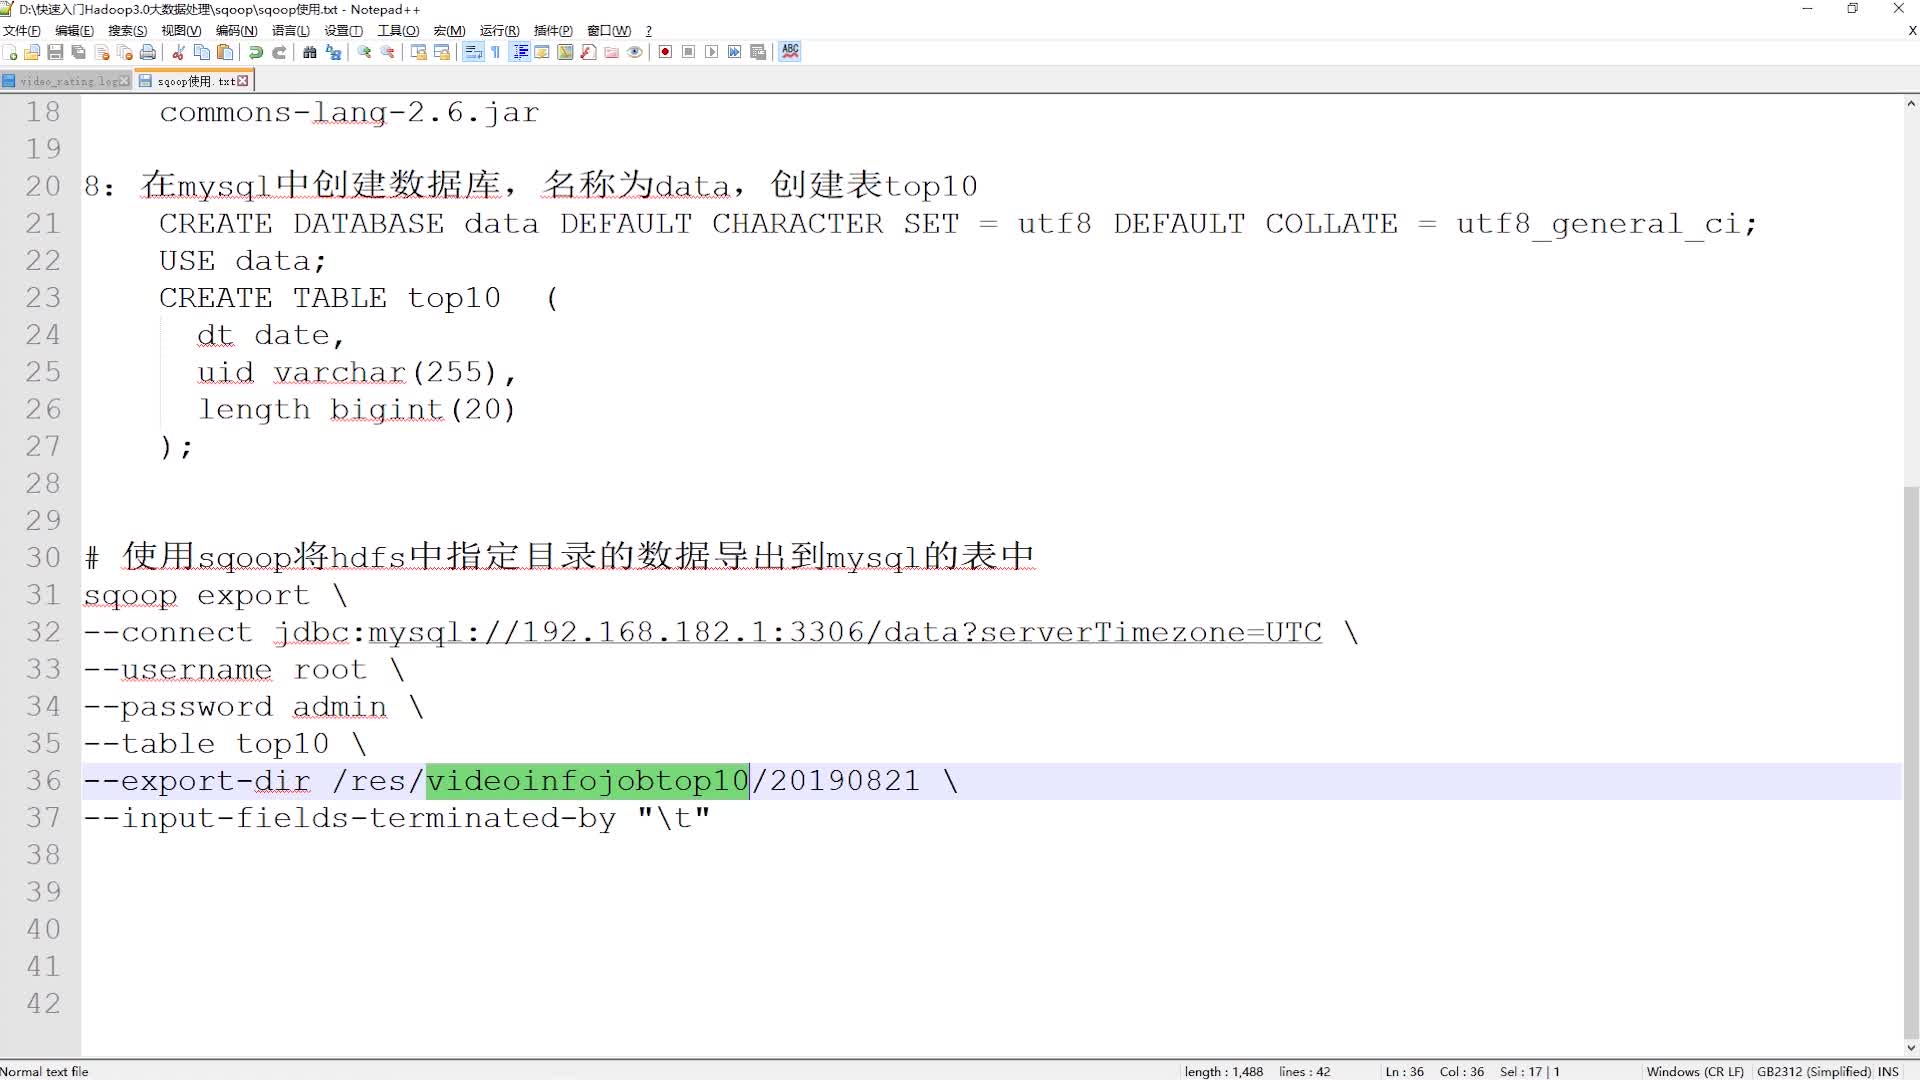 D:\快速入门Hadoop3.0大数据处理\sqoop\sqoop使用.txt - Notepad++
文件(F) 编辑(E) 搜索(S) 视图(V) 编码(N) 语言(L) 设置(T) 工具(O) 宏(M) 运行(R) 插件(P) 窗口(W) ? X
video_rating.log sqoop使用.txt
18 commons-lang-2.6.jar
19
20 8：在mysql中创建数据库，名称为data，创建表top10
21 CREATE DATABASE data DEFAULT CHARACTER SET = utf8 DEFAULT COLLATE = utf8_general_ci;
22 USE data;
23 CREATE TABLE top10 (
24 dt date,
25 uid varchar(255),
26 length bigint(20)
27 );
28
29
30 # 使用sqoop将hdfs中指定目录的数据导出到mysql的表中
31 sqoop export \
32 --connect jdbc:mysql://192.168.182.1:3306/data?serverTimezone=UTC \
33 --username root \
34 --password admin \
35 --table top10 \
36 --export-dir /res/videoinfojobtop10/20190821 \
37 --input-fields-terminated-by "\t"
38
39
40
41
42
Normal text file length : 1,488 lines : 42 Ln : 36 Col : 36 Sel : 17 | 1 Windows (CR LF) GB2312 (Simplified) INS